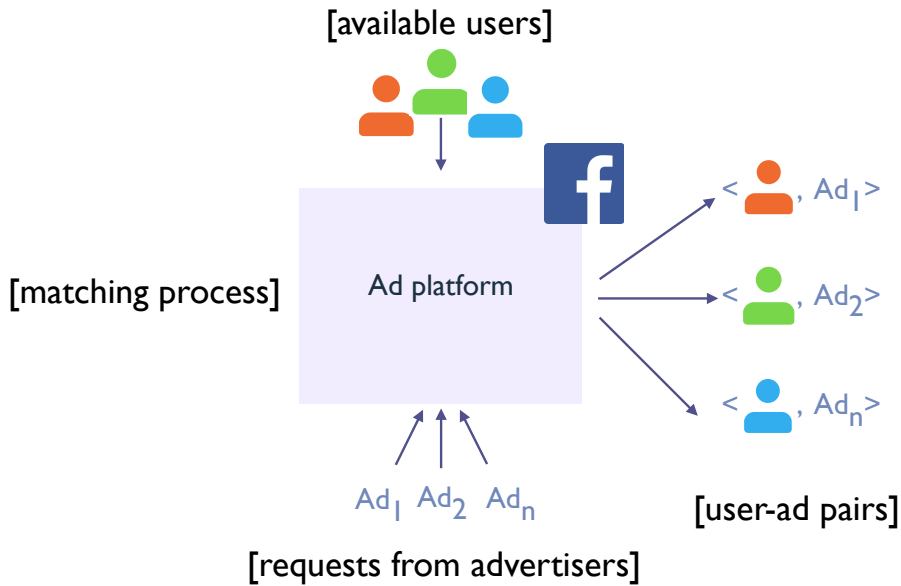 [available users]
f
< , Ad1>
[matching process]
Ad platform
< , Ad2>
< , Adn>
Ad1 Ad2 Adn
[user-ad pairs]
[requests from advertisers]